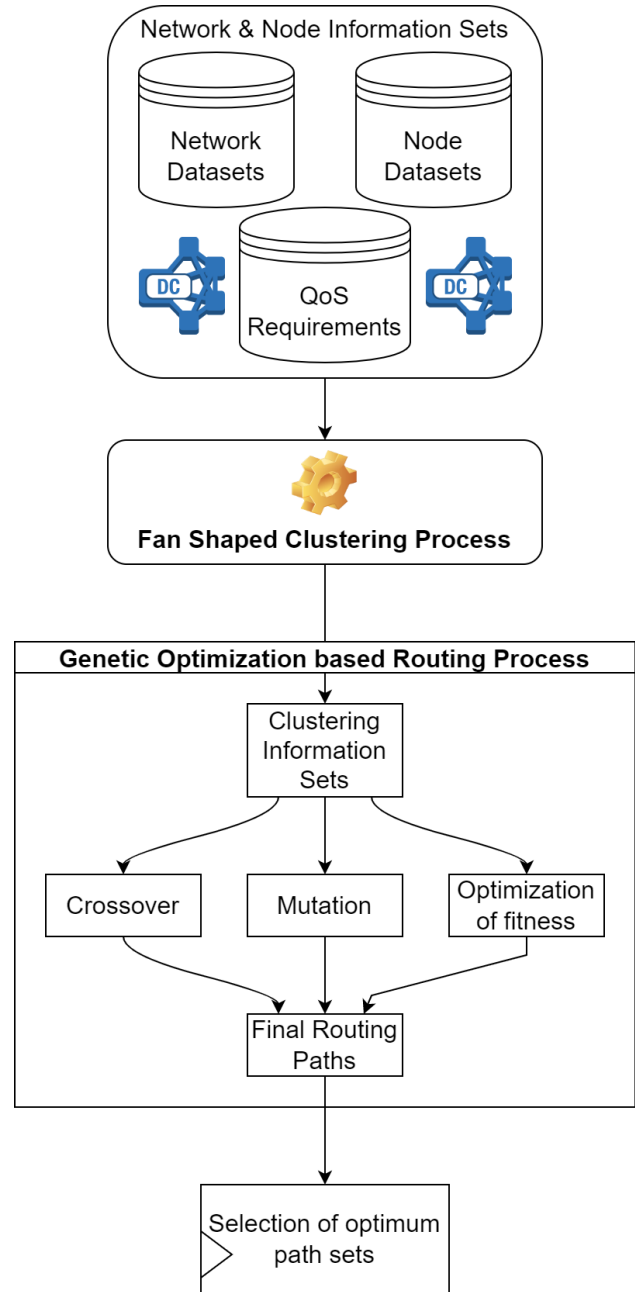 Network & Node Information Sets
Network
Datasets
Node
Datasets
DC
QoS
Requirements
DC
Fan Shaped Clustering Process
Genetic Optimization based Routing Process
Clustering
Information
Sets
Crossover
Mutation
Optimization
of fitness
Final Routing
Paths
Selection of optimum
path sets